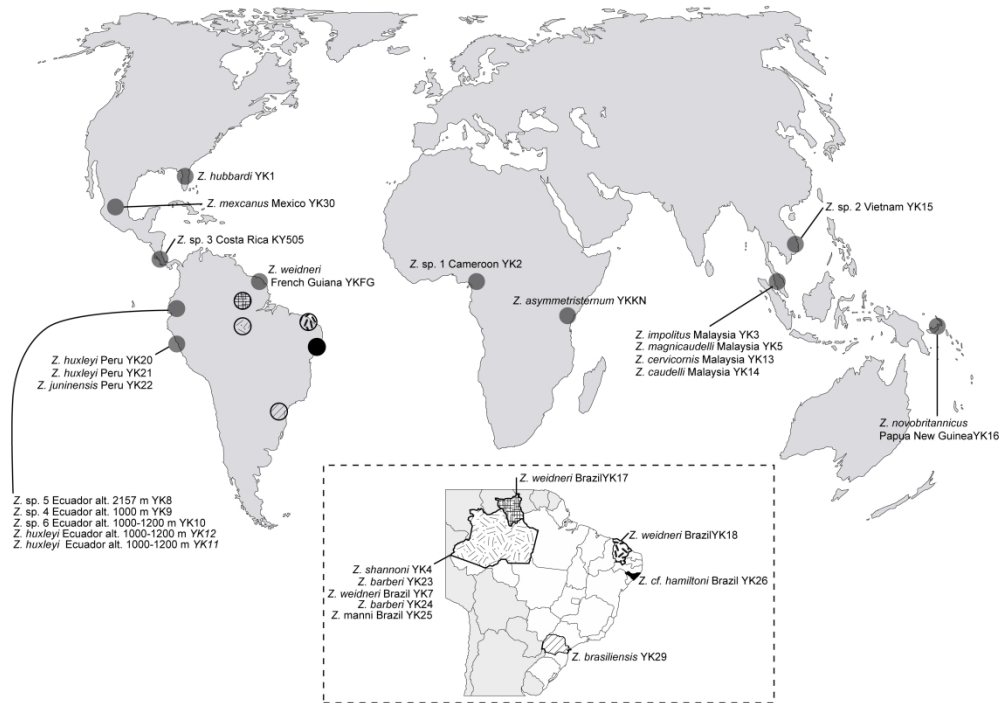 Z. hubbardi YK1
Z. mexcanus Mexico YK30
Z. sp. 3 Costa Rica KY505
Z. weidneri
French Guiana YKFG
Z. huxleyi Peru YK20
Z. huxleyi Peru YK21
Z. juninensis Peru YK22
Z. sp. 5 Ecuador alt. 2157 m YK8
Z. sp. 4 Ecuador alt. 1000 m YK9
Z. sp. 6 Ecuador alt. 1000-1200 m YK10
Z. huxleyi Ecuador alt. 1000-1200 m YK12
Z. huxleyi Ecuador alt. 1000-1200 m YK11
Z. sp. 1 Cameroon YK2
Z. asymmetristernum YKKN
Z. sp. 2 Vietnam YK15
Z. impolitus Malaysia YK3
Z. magnicaudelli Malaysia YK5
Z. cervicornis Malaysia YK13
Z. caudelli Malaysia YK14
Z. novobritannicus
Papua New GuineaYK16
Z. weidneri BrazilYK17
Z. weidneri BrazilYK18
Z. shannoni YK4
Z. barberi YK23
Z. weidneri Brazil YK7
Z. barberi YK24
Z. manni Brazil YK25
Z. cf. hamiltoni Brazil YK26
Z. brasiliensis YK29